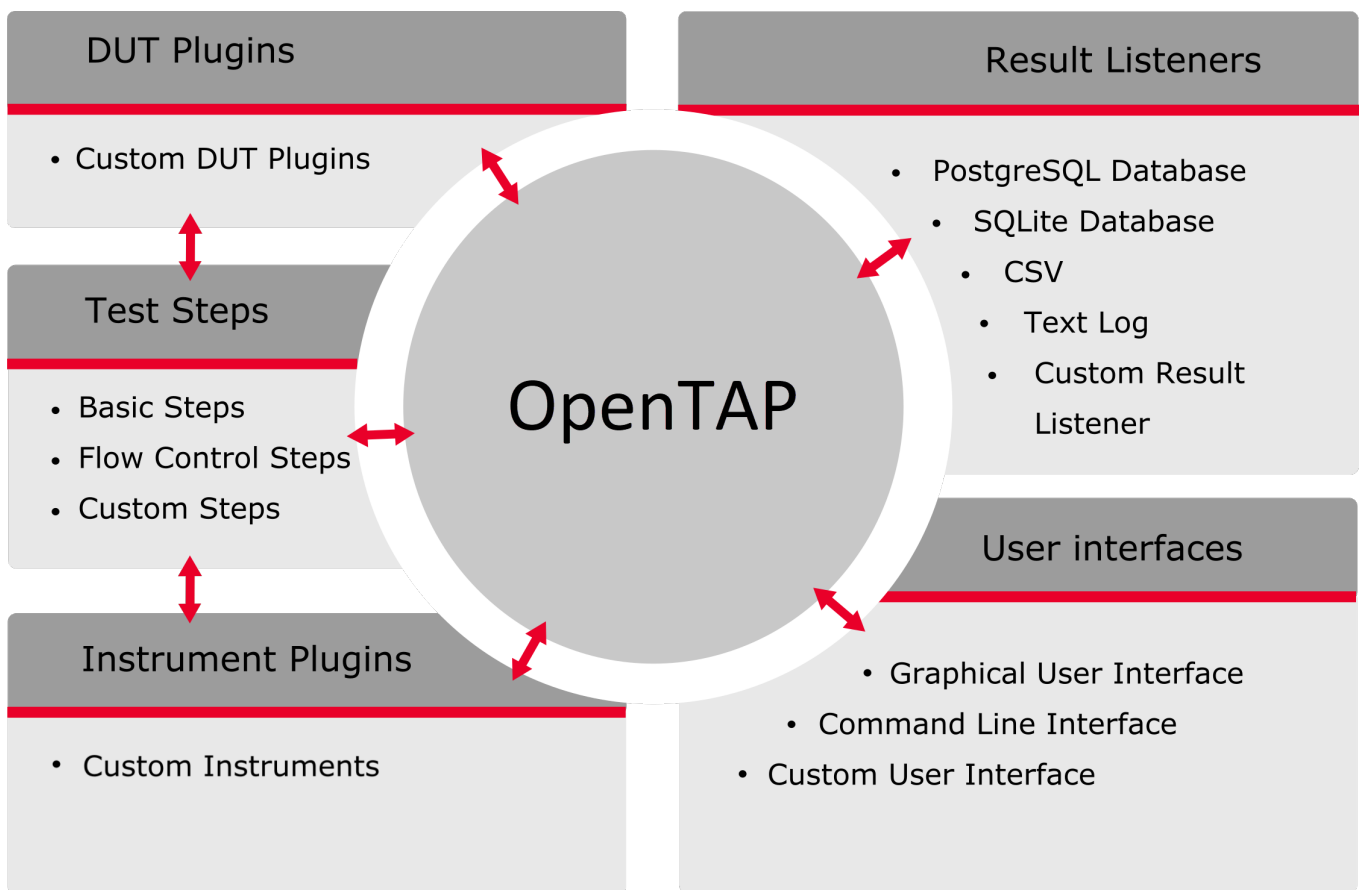 DUT Plugins
• Custom DUT Plugins
Test Steps
• Basic Steps
• Flow Control Steps
• Custom Steps
Instrument Plugins
• Custom Instruments
OpenTAP
Result Listeners
• PostgreSQL Database
• SQLite Database
• CSV
• Text Log
• Custom Result
Listener
User interfaces
• Graphical User Interface
• Command Line Interface
• Custom User Interface